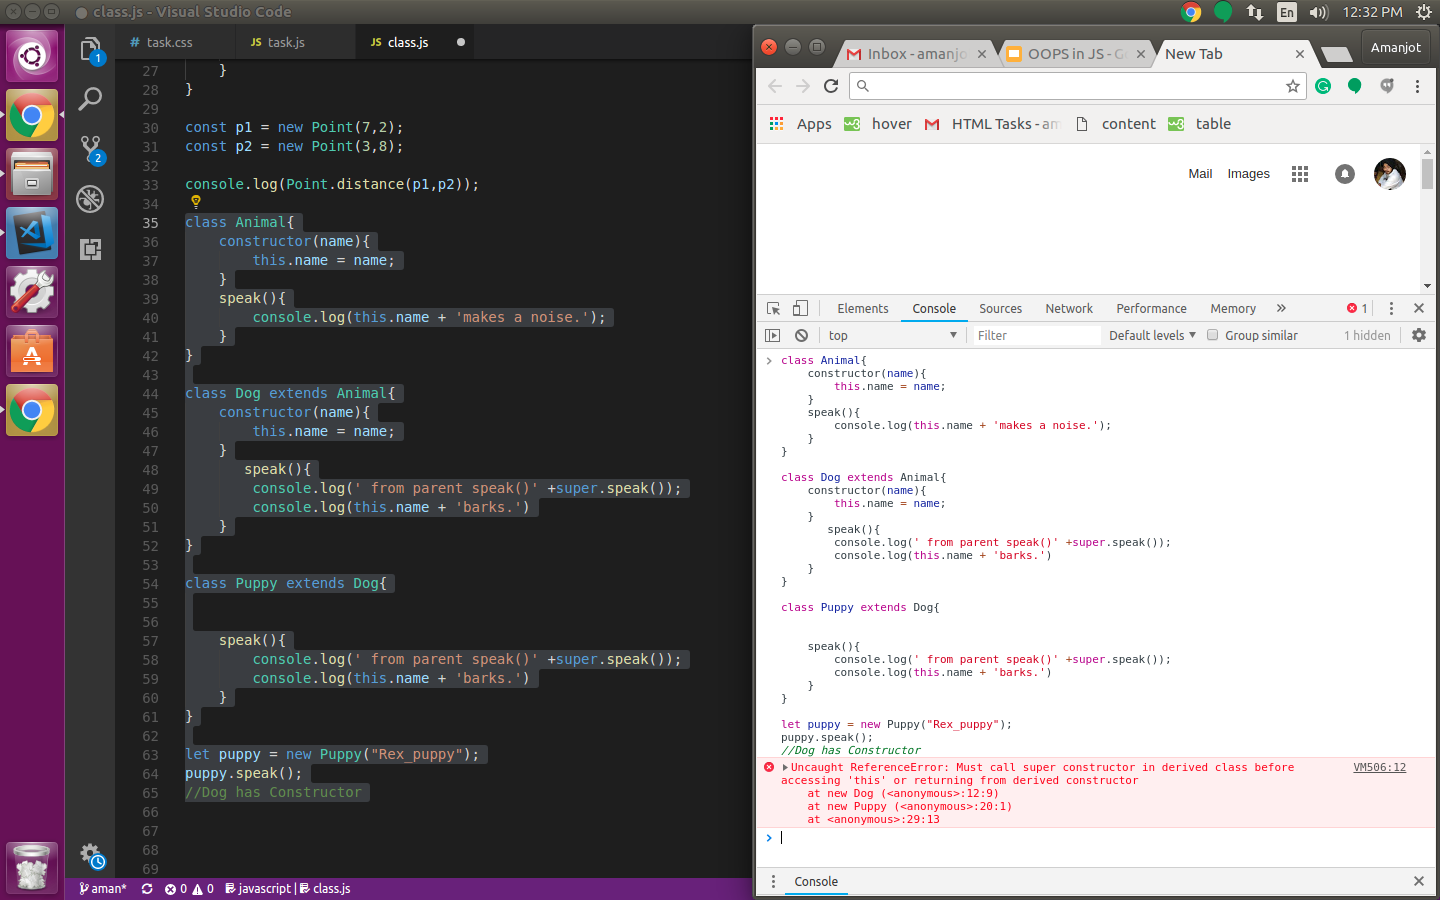 class.js - Visual Studio Code
En
12:32 PM
# task.css
JS task.js
JS class.js
1
2
27 }
28 }
29
30 const p1 = new Point(7,2);
31 const p2 = new Point(3,8);
32
33 console.log(Point.distance(p1,p2));
34
35 class Animal{
36 constructor(name){
37 this.name = name;
38 }
39 speak(){
40 console.log(this.name + 'makes a noise.');
41 }
42 }
43
44 class Dog extends Animal{
45 constructor(name){
46 this.name = name;
47 }
48 speak(){
49 console.log(' from parent speak()' +super.speak());
50 console.log(this.name + 'barks.')
51 }
52 }
53
54 class Puppy extends Dog{
55
56
57 speak(){
58 console.log(' from parent speak()' +super.speak());
59 console.log(this.name + 'barks.')
60 }
61 }
62
63 let puppy = new Puppy("Rex_puppy");
64 puppy.speak();
65 //Dog has Constructor
66
67
68
69
aman* 0 0 javascript | class.js
Inbox - amanjo
OOPS in JS - Go
New Tab
Amanjot
Apps hover HTML Tasks - am content table
Mail Images
Elements Console Sources Network Performance Memory » 1
top Filter Default levels Group similar 1 hidden
class Animal{
constructor(name){
this.name = name;
}
speak(){
console.log(this.name + 'makes a noise.');
}
}
class Dog extends Animal{
constructor(name){
this.name = name;
}
speak(){
console.log(' from parent speak()' +super.speak());
console.log(this.name + 'barks.')
}
}
class Puppy extends Dog{
speak(){
console.log(' from parent speak()' +super.speak());
console.log(this.name + 'barks.')
}
}
let puppy = new Puppy("Rex_puppy");
puppy.speak();
//Dog has Constructor
Uncaught ReferenceError: Must call super constructor in derived class before VM506:12
accessing 'this' or returning from derived constructor
at new Dog (<anonymous>:12:9)
at new Puppy (<anonymous>:20:1)
at <anonymous>:29:13
Console